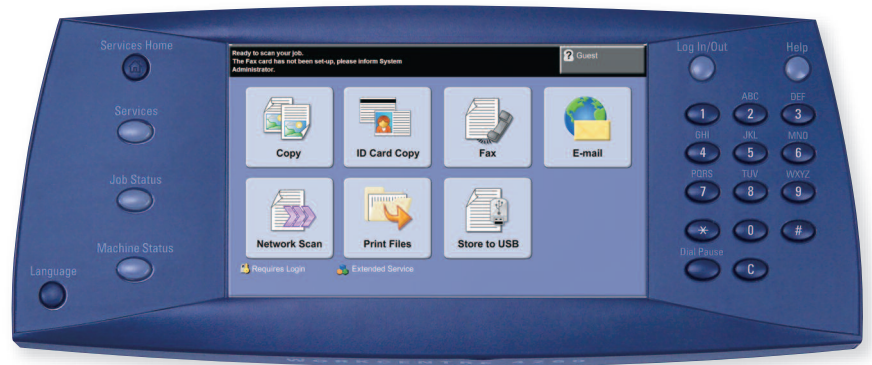 Services Home
Services
Job Status
Machine Status
Language
Ready to scan your job.
The Fax card has not been set-up, please inform System
Administrator.
? Guest
Copy
ID Card Copy
Fax
E-mail
Network Scan
Print Files
Store to USB
Requires Login
Extended Service
Log In/Out
Help
ABC DEF
1 2 3
GHI JKL MNO
4 5 6
PQRS TUV WXYZ
7 8 9
* 0 #
Dial Pause
C